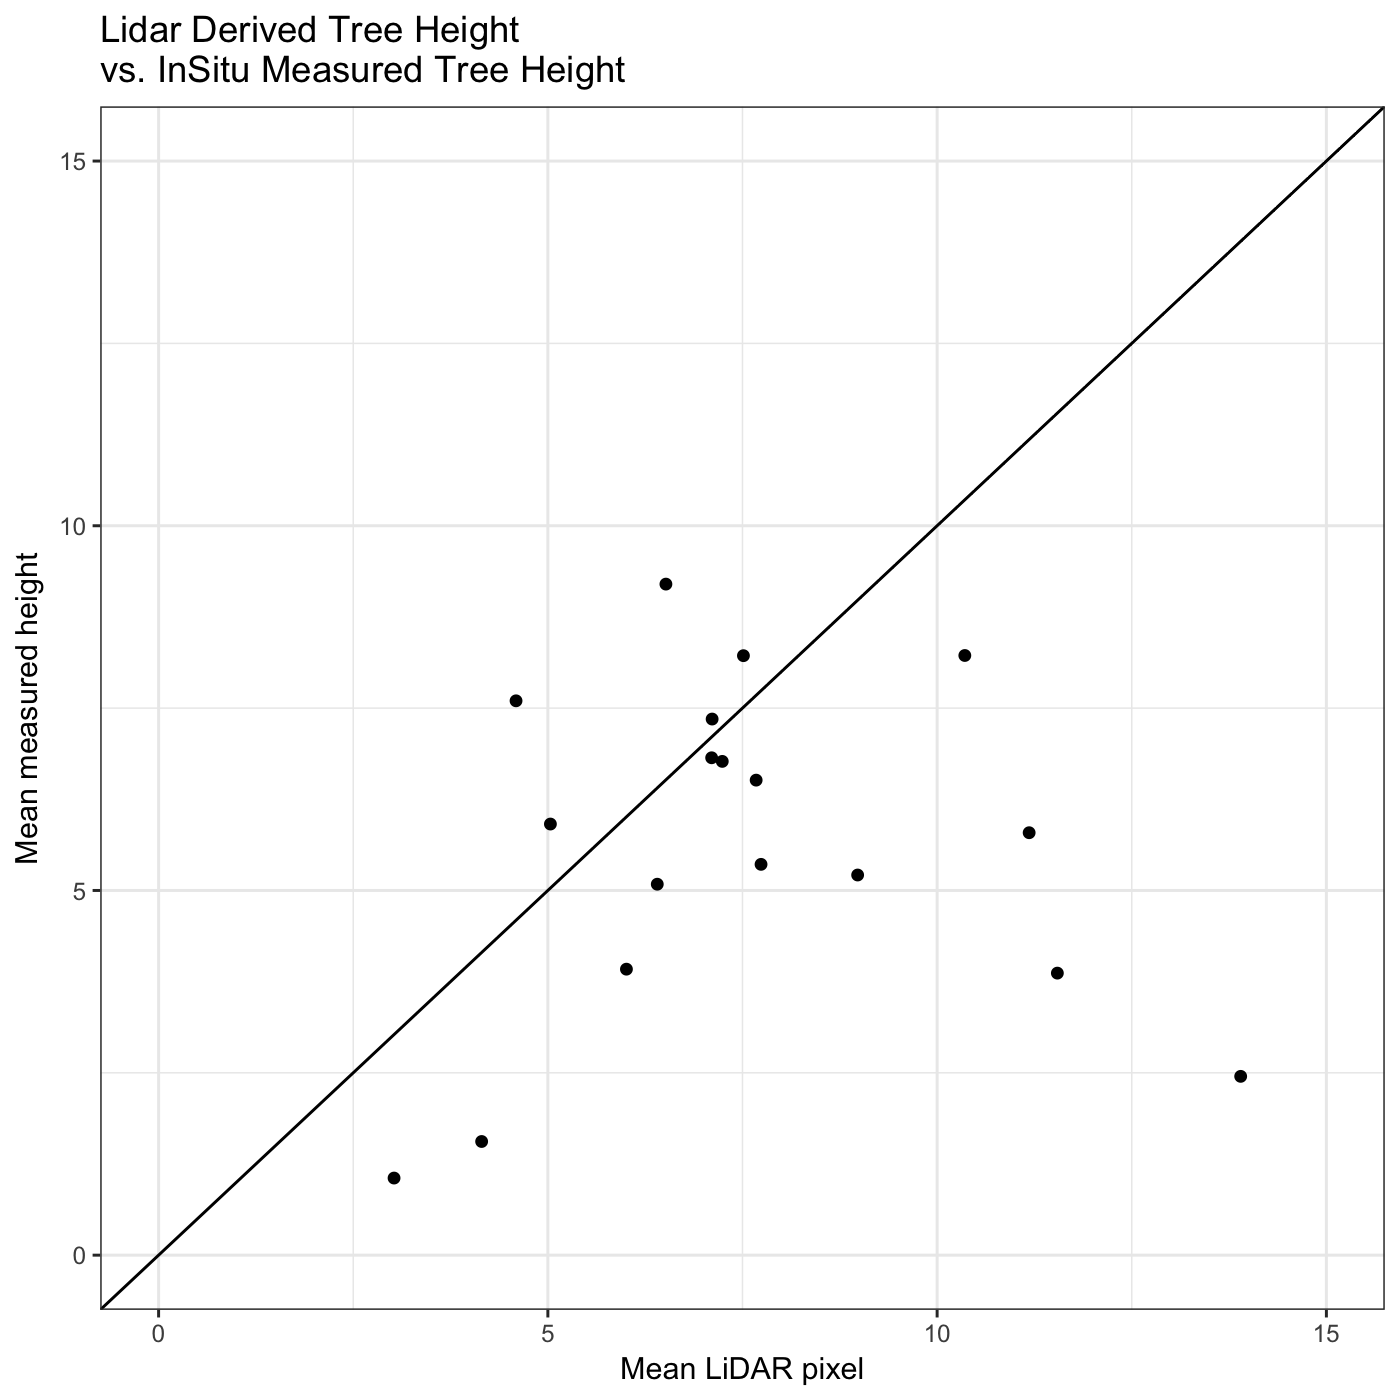 Lidar Derived Tree Height
vs. InSitu Measured Tree Height
15
10
5
0
Mean measured height
0 5 10 15
Mean LiDAR pixel